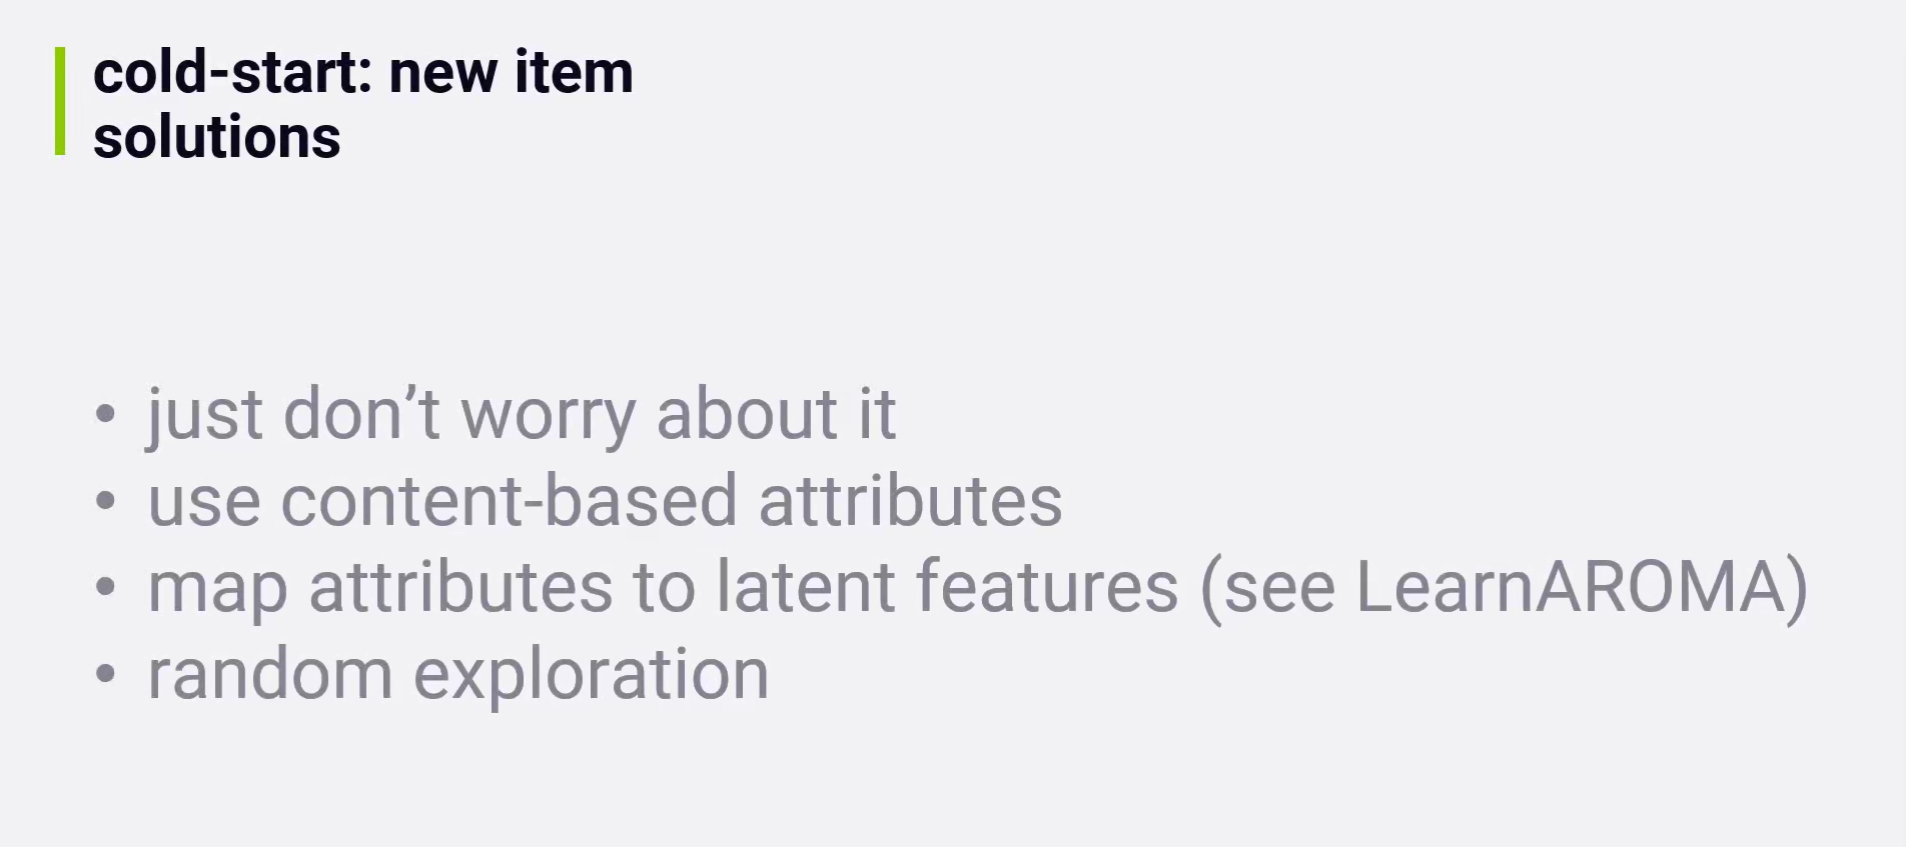 cold-start: new item
solutions
• just don’t worry about it
• use content-based attributes
• map attributes to latent features (see LearnAROMA)
• random exploration